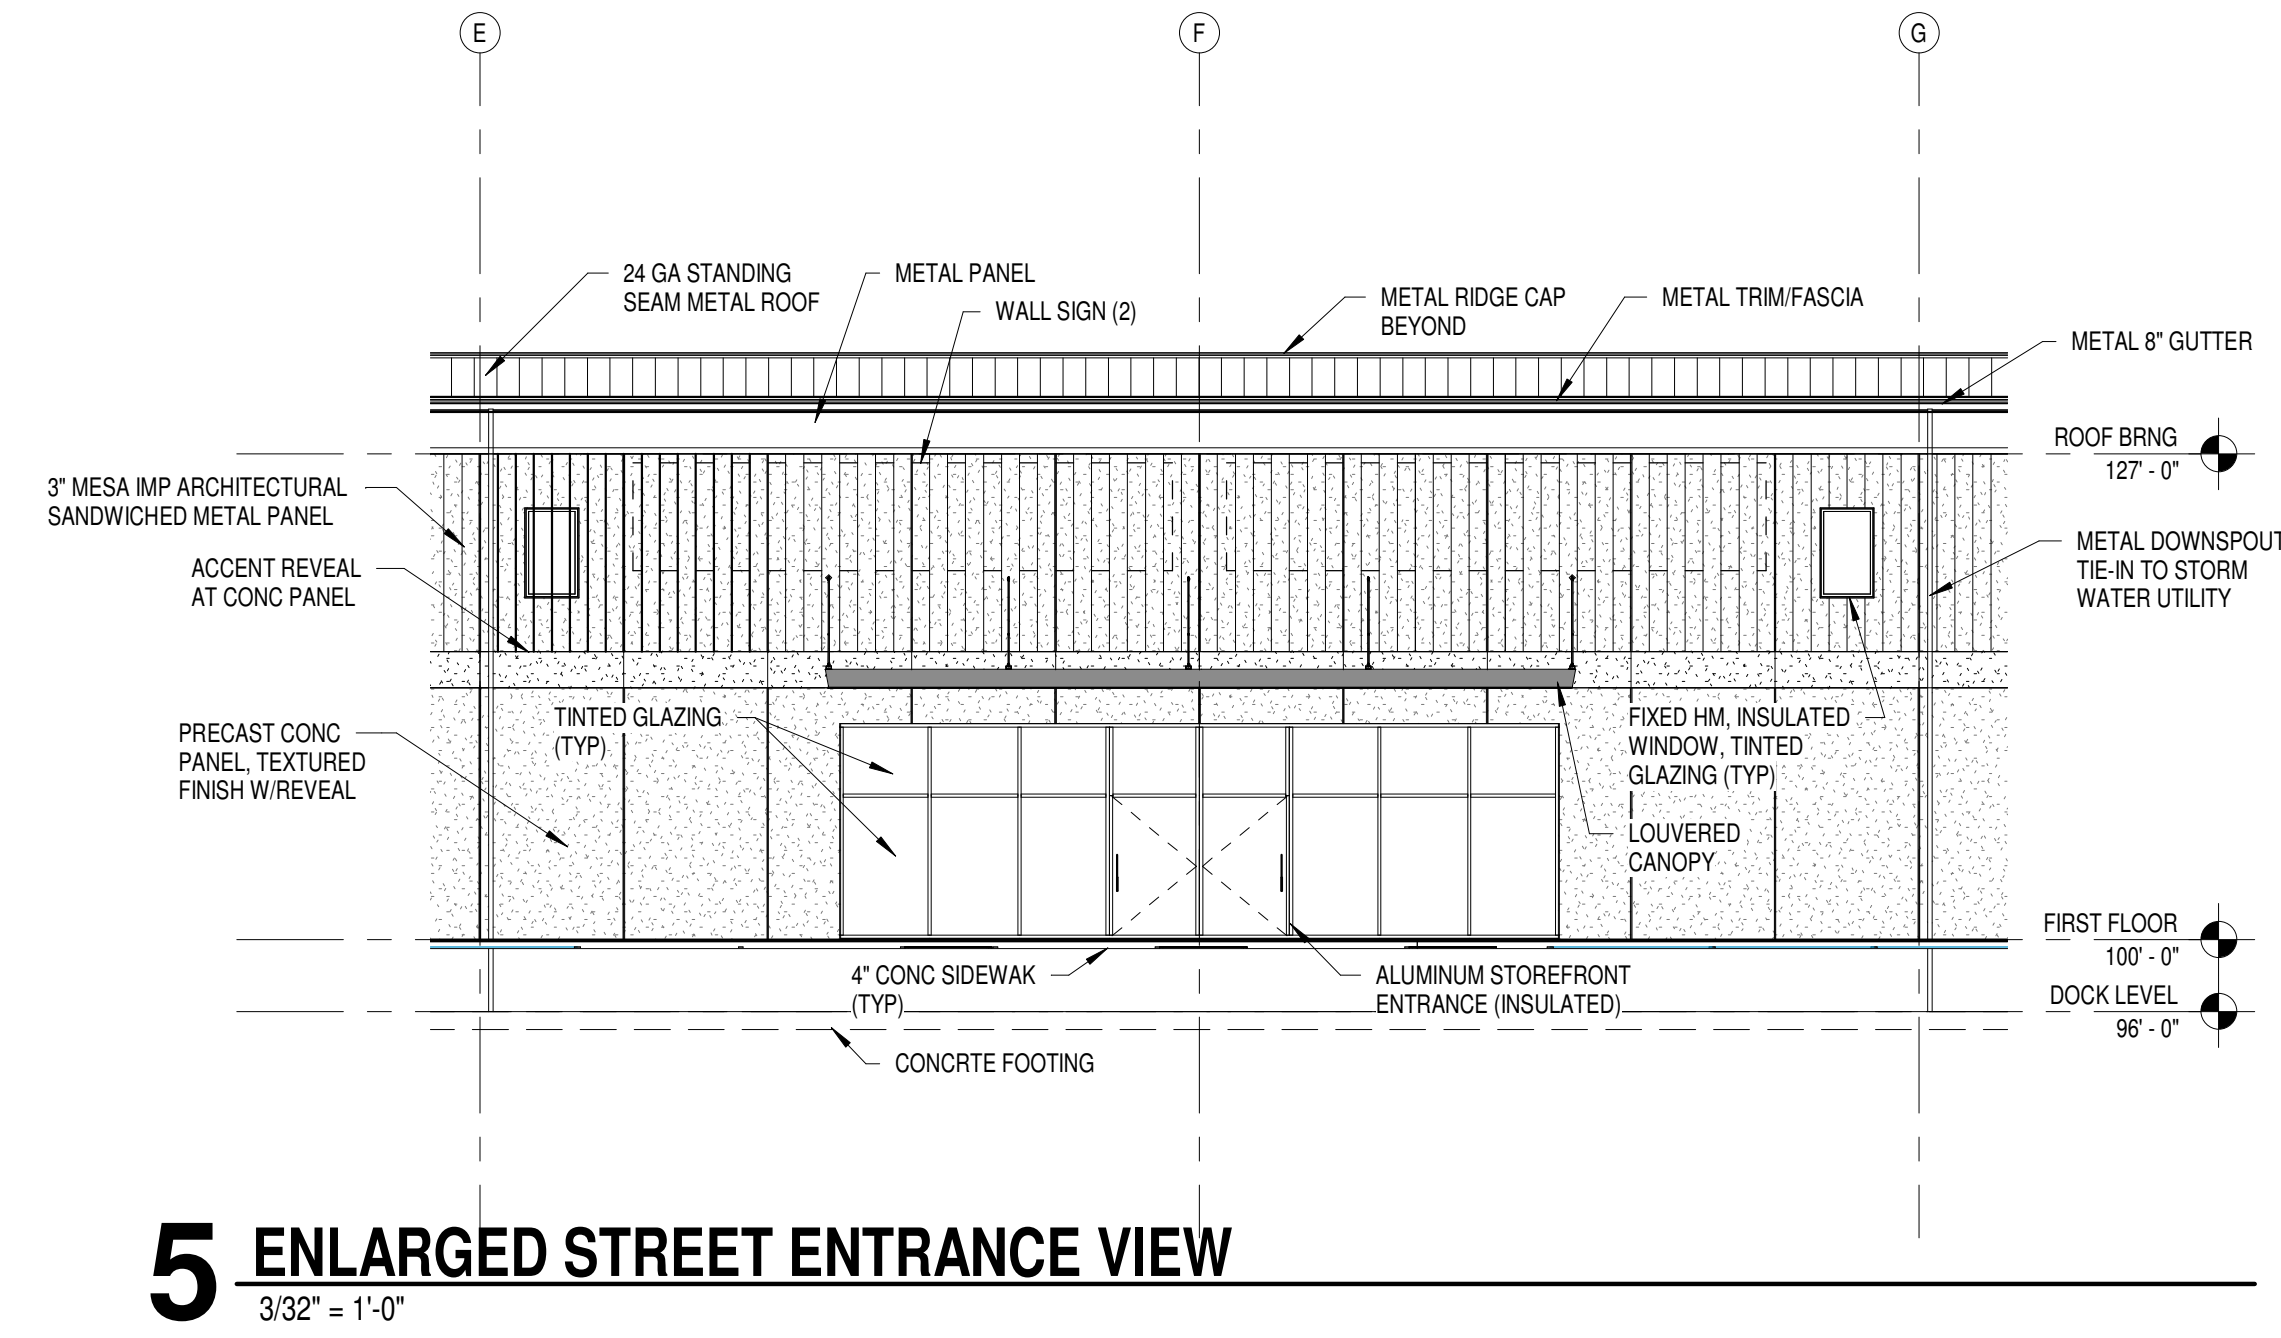 E
F
G
24 GA STANDING
SEAM METAL ROOF
METAL PANEL
WALL SIGN (2)
METAL RIDGE CAP
BEYOND
METAL TRIM/FASCIA
METAL 8" GUTTER
ROOF BRNG
127' - 0"
3" MESA IMP ARCHITECTURAL
SANDWICHED METAL PANEL
ACCENT REVEAL
AT CONC PANEL
METAL DOWNSPOUT
TIE-IN TO STORM
WATER UTILITY
PRECAST CONC
PANEL, TEXTURED
FINISH W/REVEAL
TINTED GLAZING
(TYP)
FIXED HM, INSULATED
WINDOW, TINTED
GLAZING (TYP)
LOUVERED
CANOPY
FIRST FLOOR
100' - 0"
4" CONC SIDEWAK
(TYP)
ALUMINUM STOREFRONT
ENTRANCE (INSULATED)
DOCK LEVEL
96' - 0"
CONCRTE FOOTING
5 ENLARGED STREET ENTRANCE VIEW
3/32" = 1'-0"